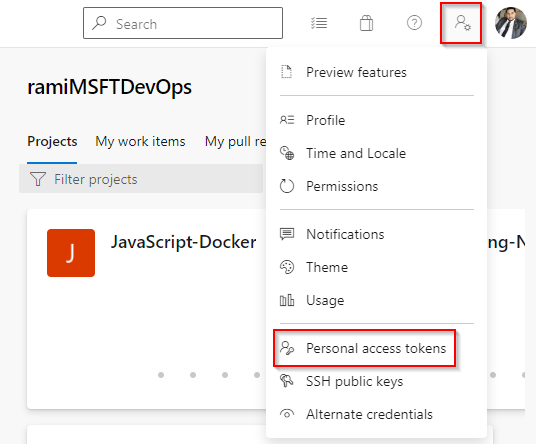 Search
Preview features
ramiMSFTDevOps
Profile
Projects My work items My pull re
Time and Locale
Filter projects
Permissions
Notifications
J JavaScript-Docker
ng-N
Theme
Usage
Personal access tokens
SSH public keys
Alternate credentials